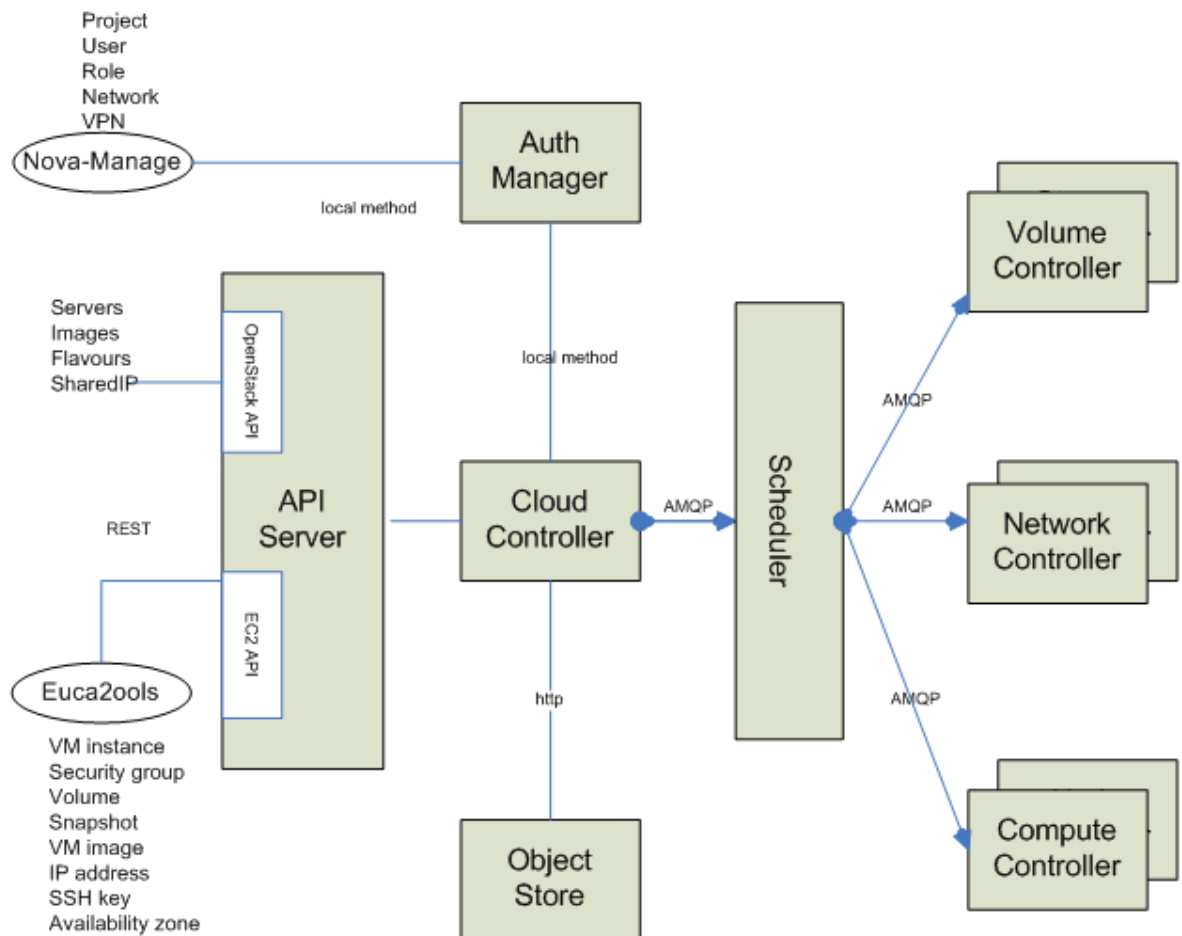 Project
User
Role
Network
VPN
Nova-Manage
Auth
Manager
local method
Servers
Images
Flavours
SharedIP
OpenStack API
local method
Volume
Controller
AMQP
REST
API
Server
Cloud
Controller
AMQP
Scheduler
AMQP
Network
Controller
EC2 API
Euca2ools
http
AMQP
VM instance
Security group
Volume
Snapshot
VM image
IP address
SSH key
Availability zone
Object
Store
Compute
Controller